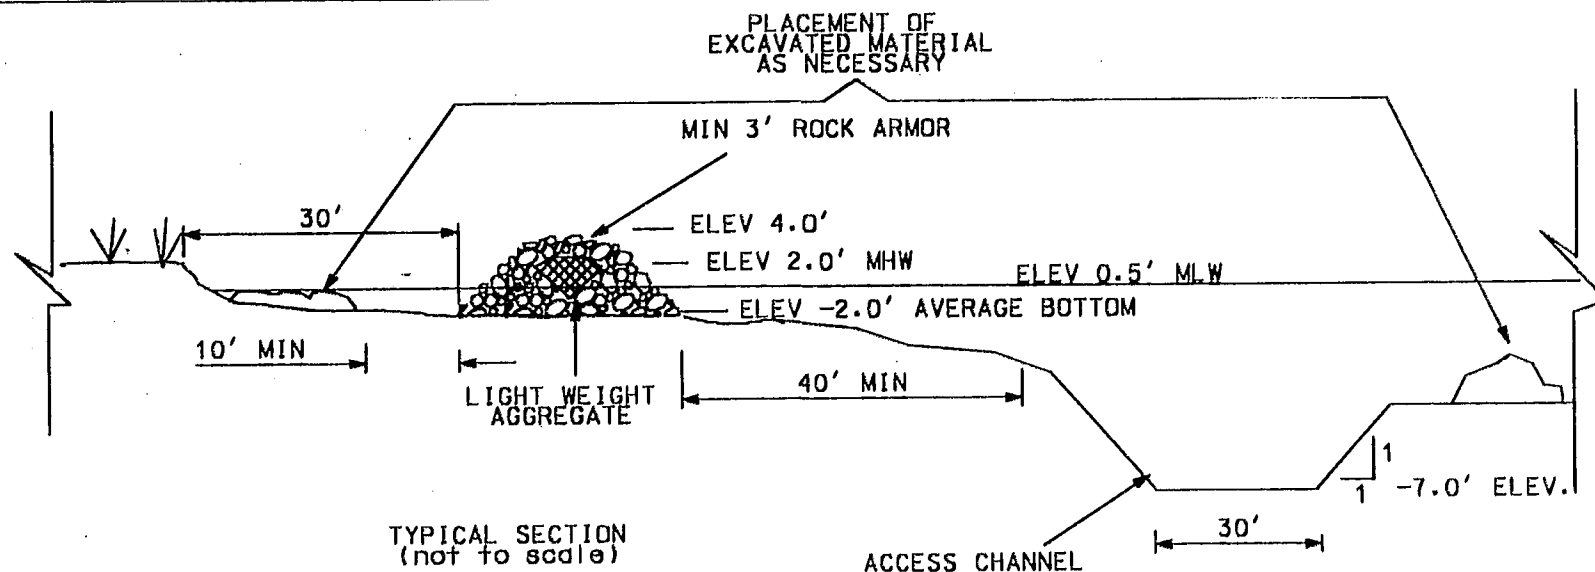 PLACEMENT OF
EXCAVATED MATERIAL
AS NECESSARY
MIN 3' ROCK ARMOR
30'
ELEV 4.0'
ELEV 2.0' MHW
ELEV 0.5' MLW
ELEV -2.0' AVERAGE BOTTOM
10' MIN
LIGHT WEIGHT
AGGREGATE
40' MIN
1
1
-7.0' ELEV.
30'
TYPICAL SECTION
(not to scale)
ACCESS CHANNEL